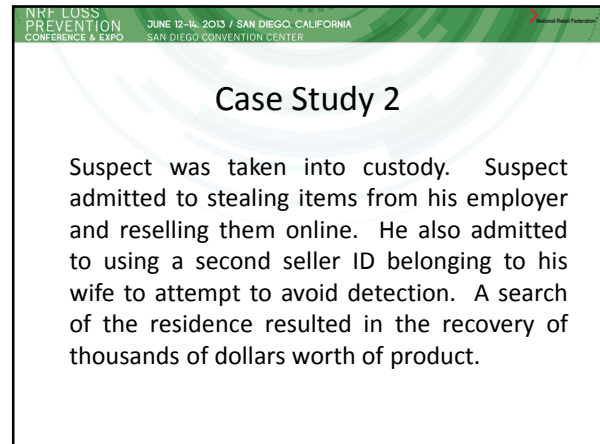 NRF LOSS
PREVENTION
CONFERENCE & EXPO
JUNE 12-14, 2013 / SAN DIEGO, CALIFORNIA
SAN DIEGO CONVENTION CENTER
National Retail Federation
Case Study 2
Suspect was taken into custody. Suspect
admitted to stealing items from his employer
and reselling them online. He also admitted
to using a second seller ID belonging to his
wife to attempt to avoid detection. A search
of the residence resulted in the recovery of
thousands of dollars worth of product.